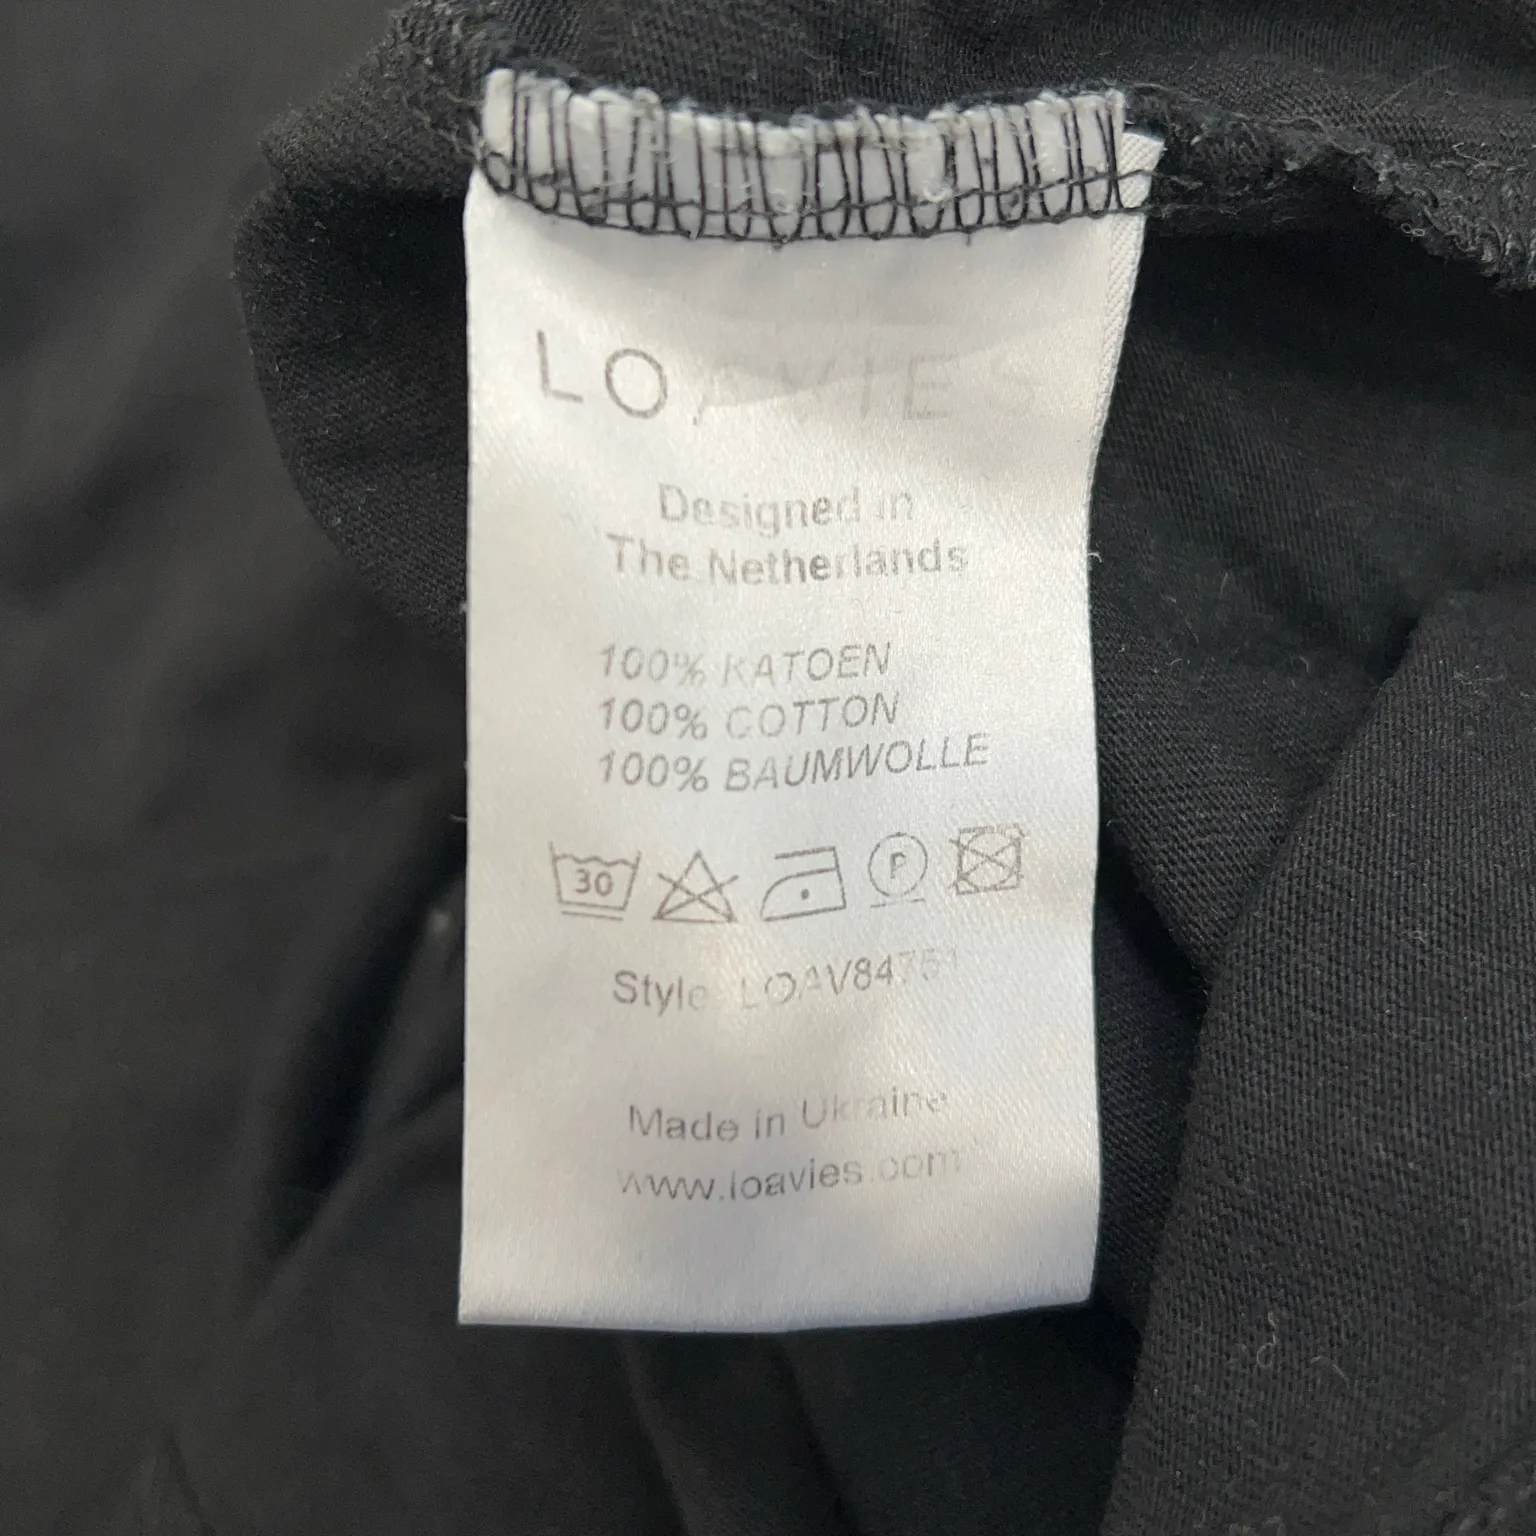 LOAVIES
Designed in
The Netherlands
100% KATOEN
100% COTTON
100% BAUMWOLLE
30 P
Style: LOAV84751
Made in Ukraine
www.loavies.com